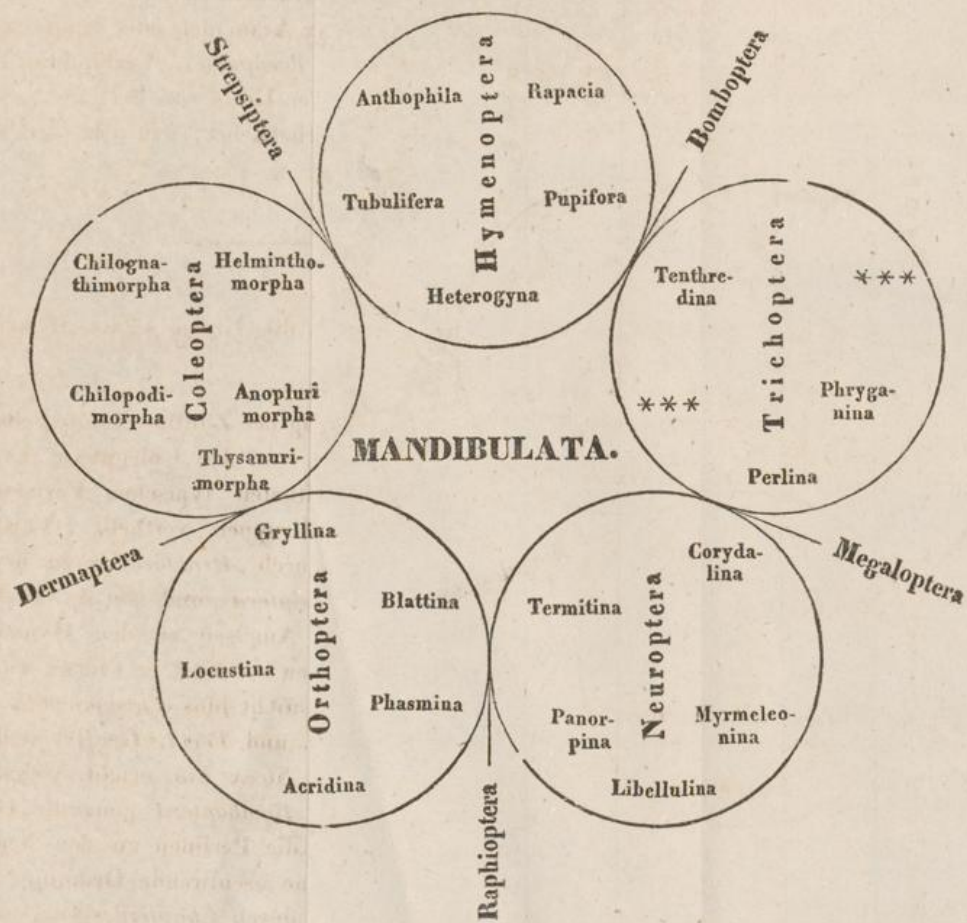 Strepsiptera
Bomboptera
Hymenoptera
Anthophila
Rapacia
Tubulifera
Pupifora
Heterogyna
Coleoptera
Chilogna-
thimorpha
Helmintho-
morpha
Chilopodi-
morpha
Anopluri
morpha
Thysanuri-
morpha
Trichoptera
Tenthre-
dina
***
***
Phryga-
nina
Perlina
MANDIBULATA.
Dermaptera
Megaloptera
Orthoptera
Gryllina
Blattina
Locustina
Phasmina
Acridina
Neuroptera
Coryda-
lina
Termitina
Panor-
pina
Myrmeleo-
nina
Libellulina
Raphioptera